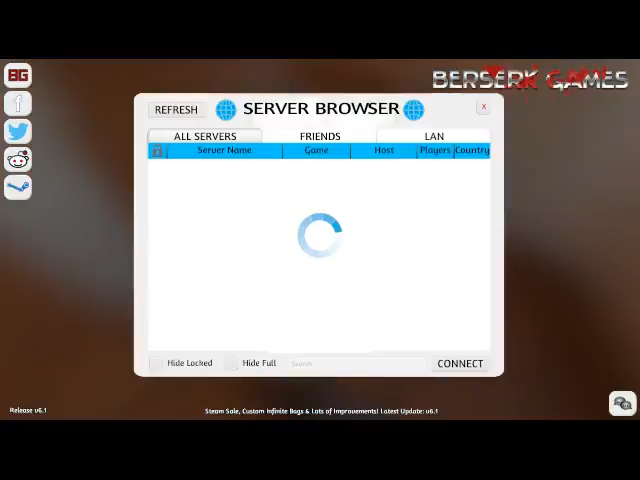 BG
BERSERK GAMES
REFRESH
SERVER BROWSER
X
ALL SERVERS
FRIENDS
LAN
Server Name
Game
Host
Players
Country
Hide Locked
Hide Full
Search
CONNECT
Release v6.1
Steam Sale, Custom Infinite Bags & Lots of Improvements! Latest Update: v6.1